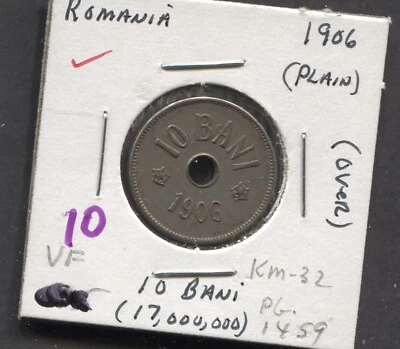 ROMANIA
1906
(PLAIN)
(OVER)
10 BANI
1906
10
VF
10 BANI
(17,000,000)
KM-32
PG.
1459